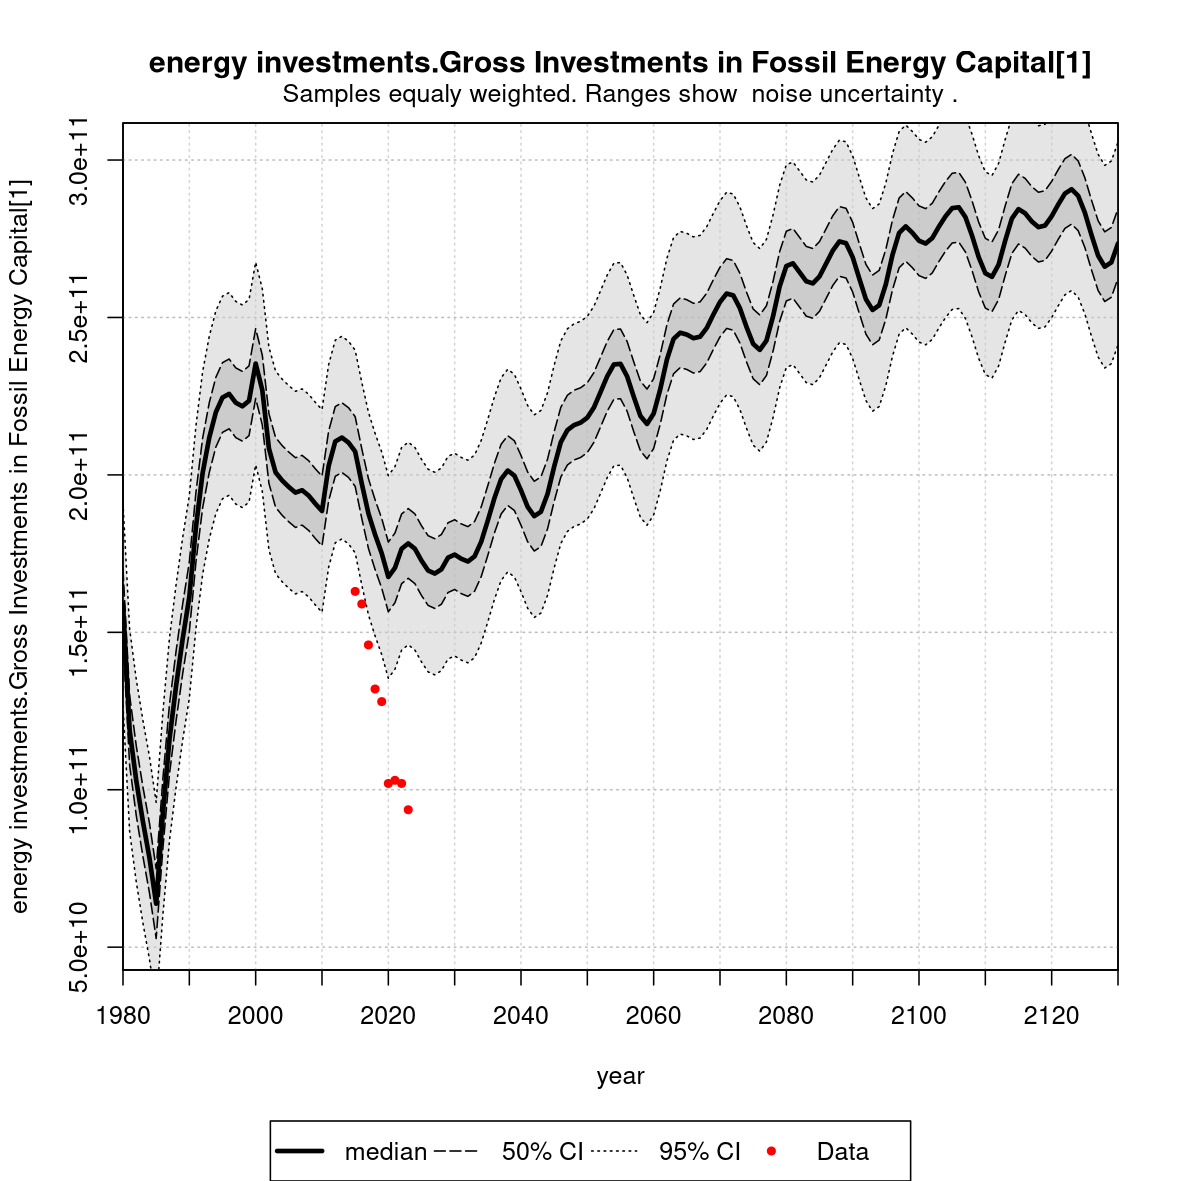 energy investments.Gross Investments in Fossil Energy Capital[1]
Samples equaly weighted. Ranges show  noise uncertainty .
energy investments.Gross Investments in Fossil Energy Capital[1]
3.0e+11
2.5e+11
2.0e+11
1.5e+11
1.0e+11
5.0e+10
1980 2000 2020 2040 2060 2080 2100 2120
year
median 50% CI 95% CI Data